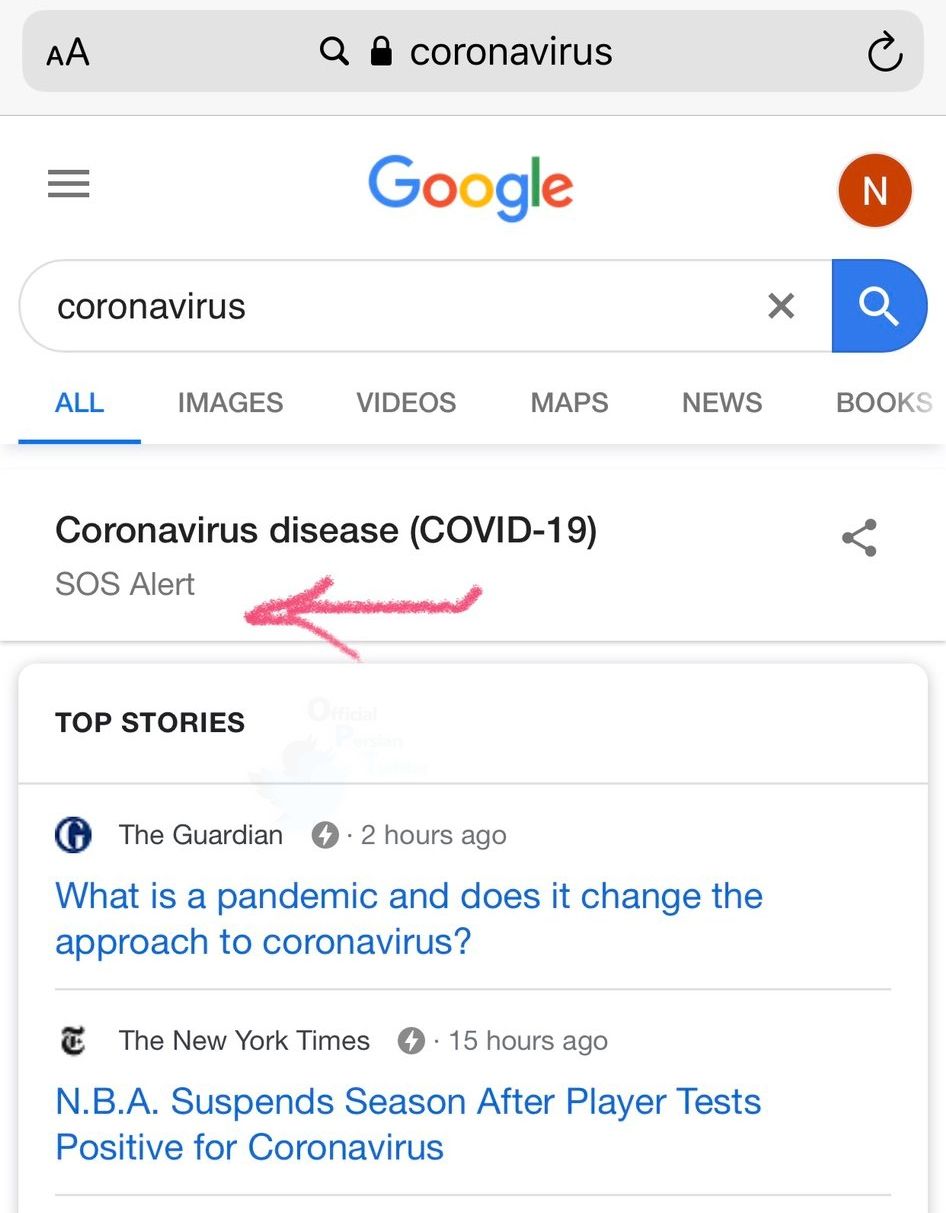 AA coronavirus
Google
N
coronavirus
ALL IMAGES VIDEOS MAPS NEWS BOOKS
Coronavirus disease (COVID-19)
SOS Alert
Official
Persian
Twitter
TOP STORIES
The Guardian · 2 hours ago
What is a pandemic and does it change the
approach to coronavirus?
The New York Times · 15 hours ago
N.B.A. Suspends Season After Player Tests
Positive for Coronavirus